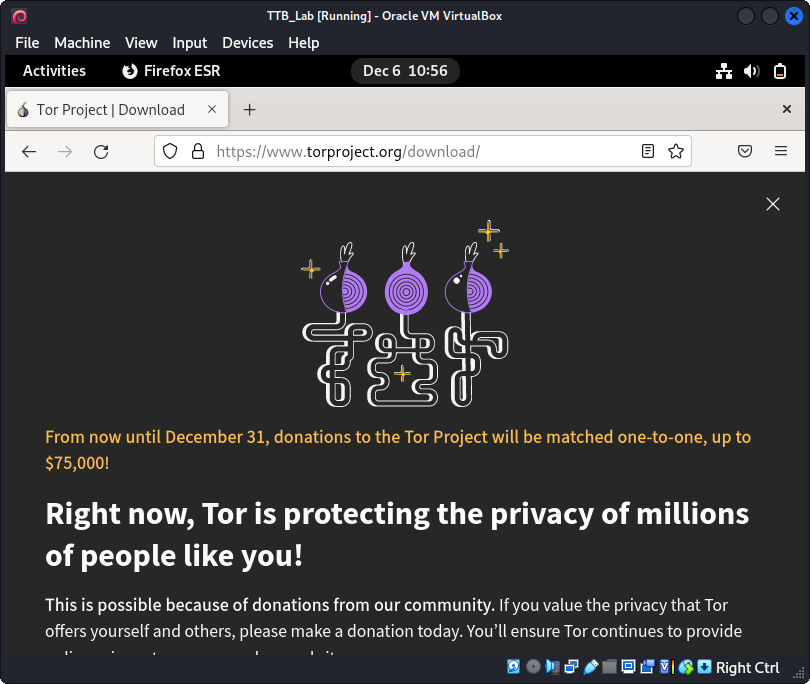 TTB_Lab [Running] - Oracle VM VirtualBox
File Machine View Input Devices Help
Activities Firefox ESR Dec 6 10:56
Tor Project | Download
https://www.torproject.org/download/
From now until December 31, donations to the Tor Project will be matched one-to-one, up to
$75,000!
Right now, Tor is protecting the privacy of millions
of people like you!
This is possible because of donations from our community. If you value the privacy that Tor
offers yourself and others, please make a donation today. You’ll ensure Tor continues to provide
Right Ctrl